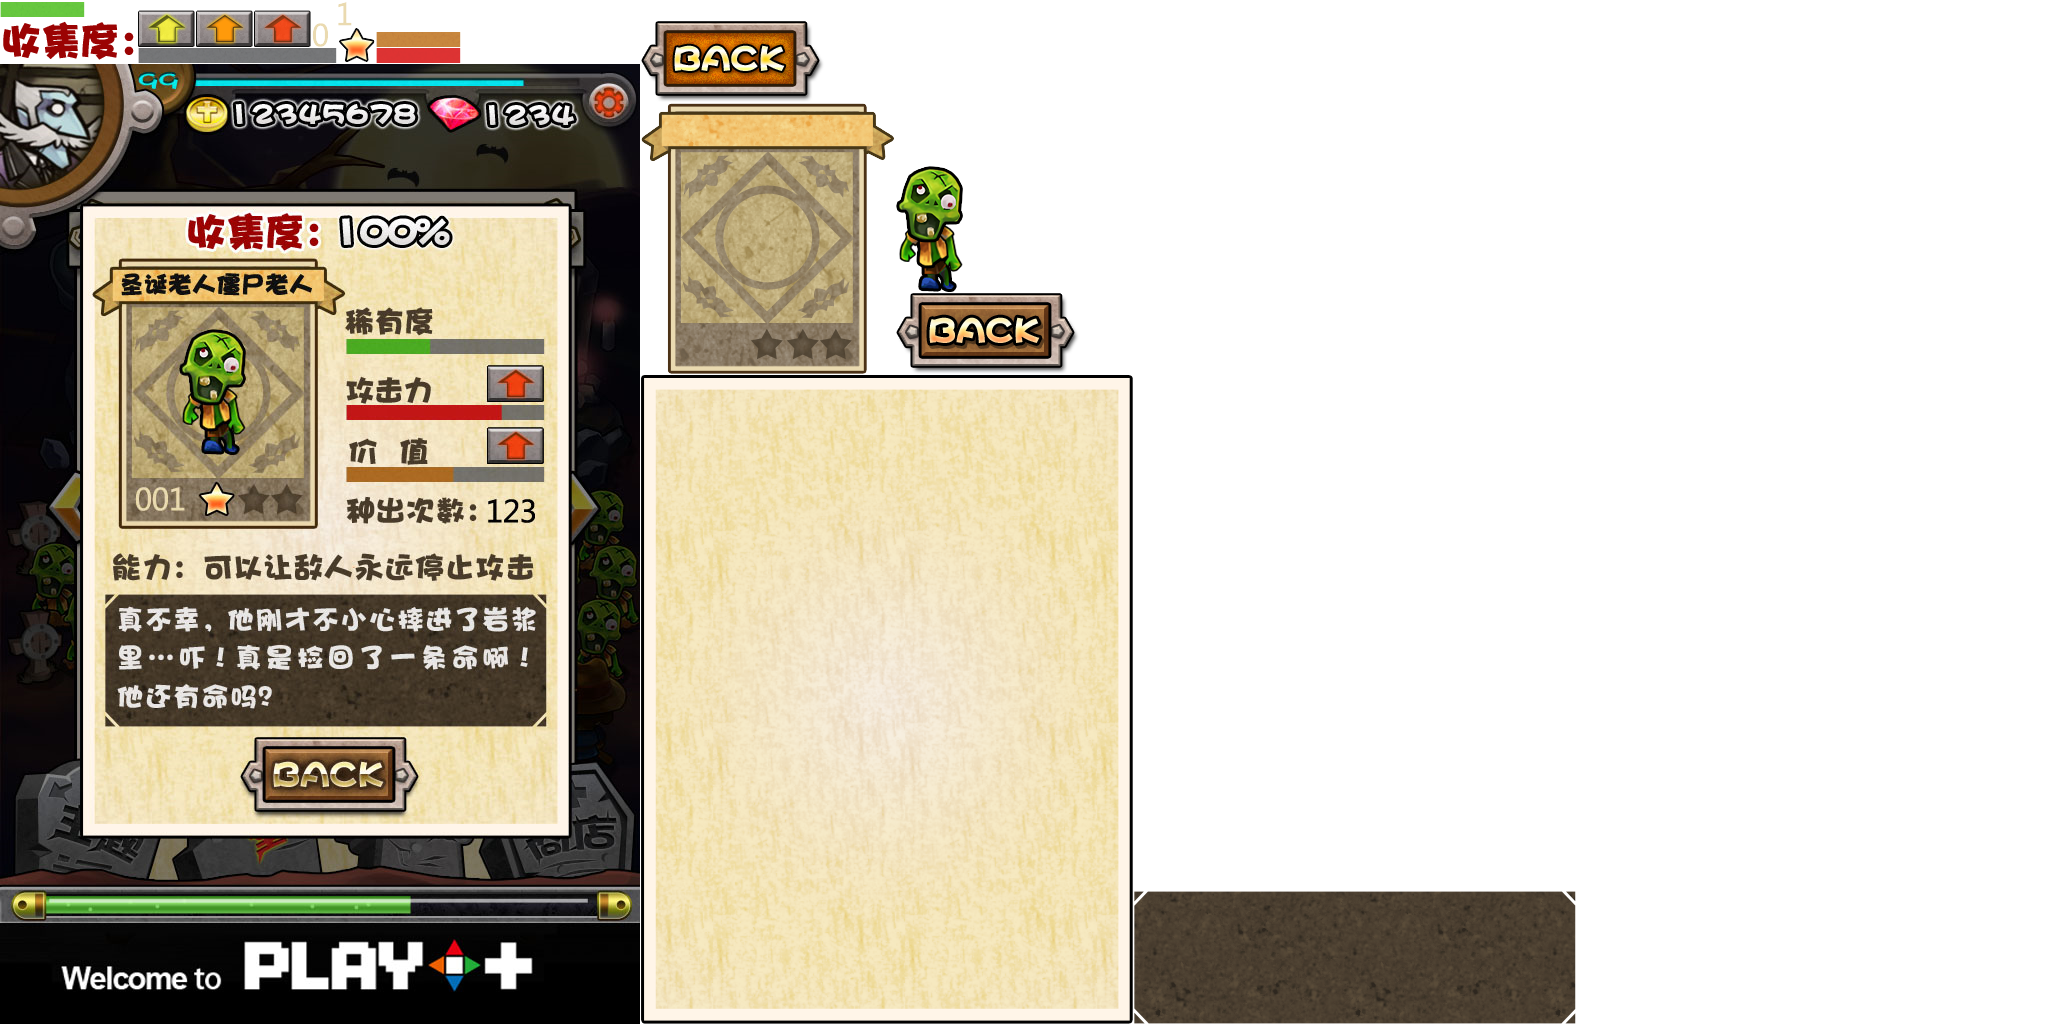 收集度:
0
1
BACK
99
12345678
1234
收集度: 100%
圣诞老人僵尸老人
稀有度
攻击力
价 值
001
种出次数: 123
能力: 可以让敌人永远停止攻击
真不幸, 他刚才不小心摔进了岩浆
里…吓! 真是捡回了一条命啊!
他还有命吗?
BACK
商店
Welcome to PLAY+
BACK